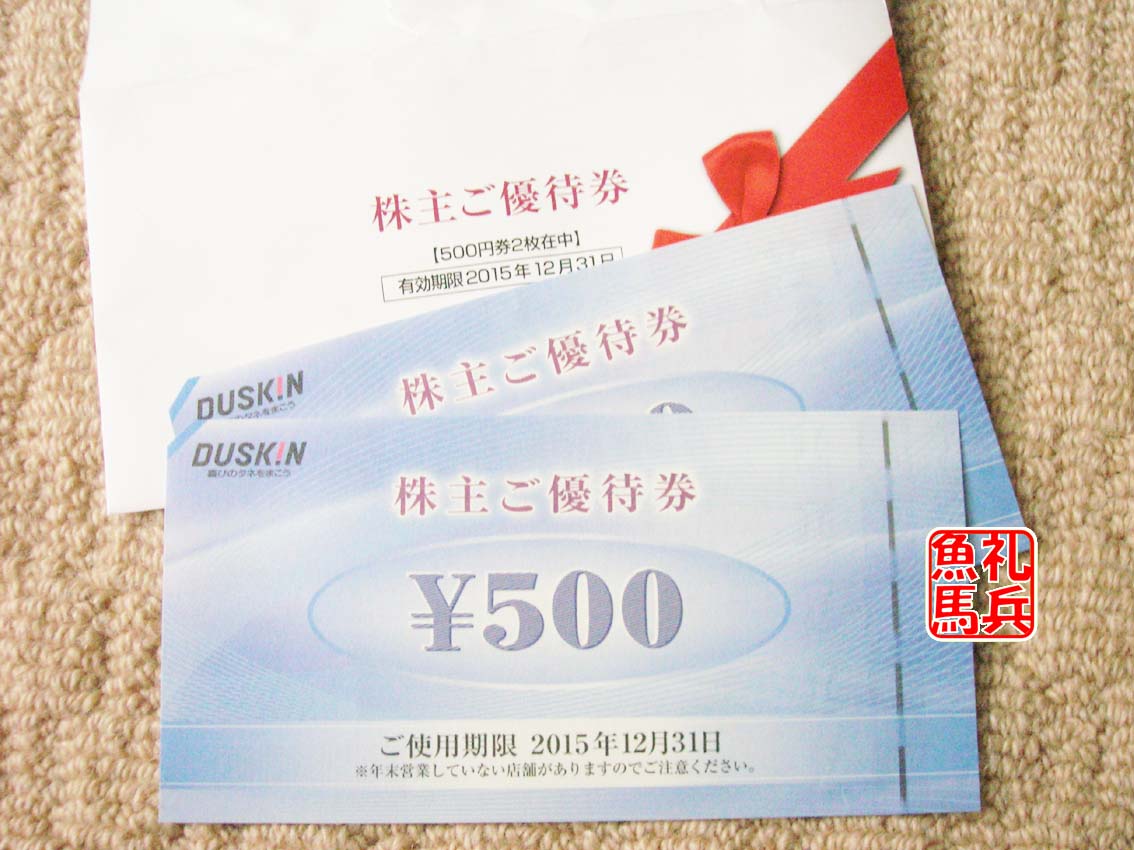 株主ご優待券
【500円券2枚在中】
有効期限2015年12月31日
DUSK!N
株主ご優待券
DUSK!N
喜びのタネをまこう
株主ご優待券
¥500
ご使用期限 2015年12月31日
※年末営業していない店舗がありますのでご注意ください。
魚礼
馬兵